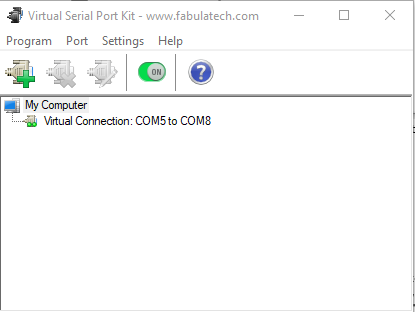 Virtual Serial Port Kit - www.fabulatech.com
Program Port Settings Help
ON ?
My Computer
Virtual Connection: COM5 to COM8